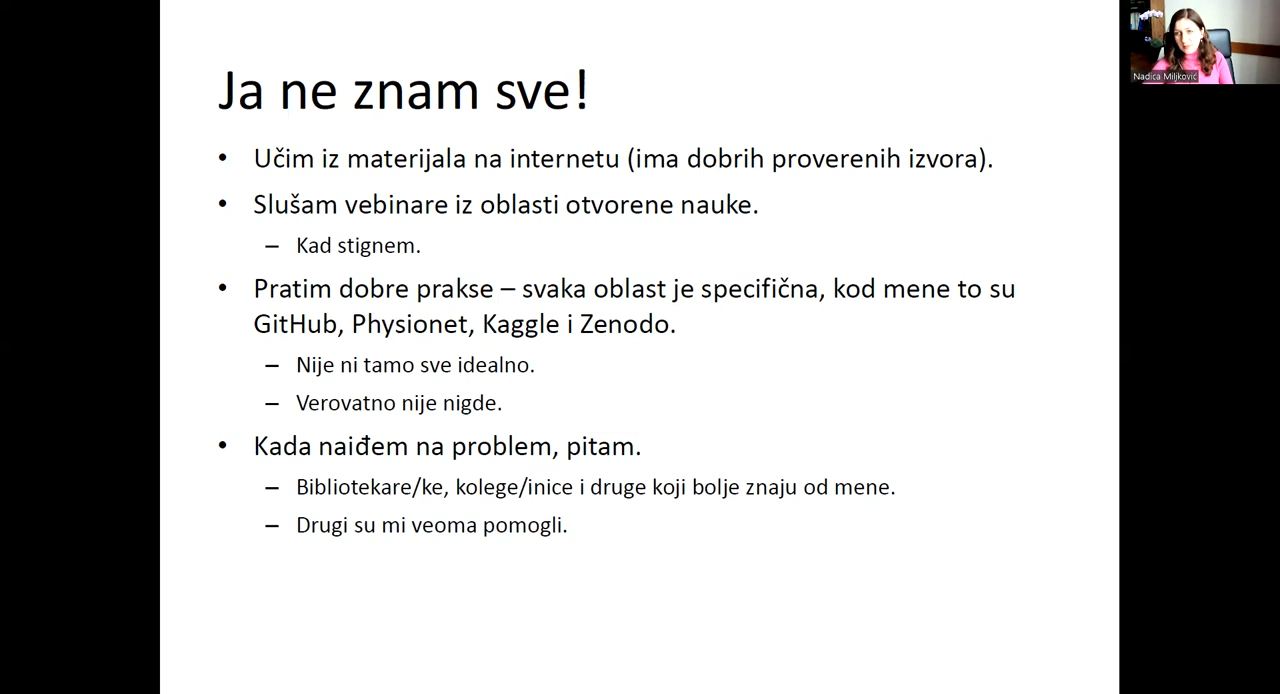 Ja ne znam sve!
• Učim iz materijala na internetu (ima dobrih proverenih izvora).
• Slušam vebinare iz oblasti otvorene nauke.
– Kad stignem.
• Pratim dobre prakse – svaka oblast je specifična, kod mene to su
GitHub, Physionet, Kaggle i Zenodo.
– Nije ni tamo sve idealno.
– Verovatno nije nigde.
• Kada naiđem na problem, pitam.
– Bibliotekare/ke, kolege/inice i druge koji bolje znaju od mene.
– Drugi su mi veoma pomogli.
Nadica Miljković